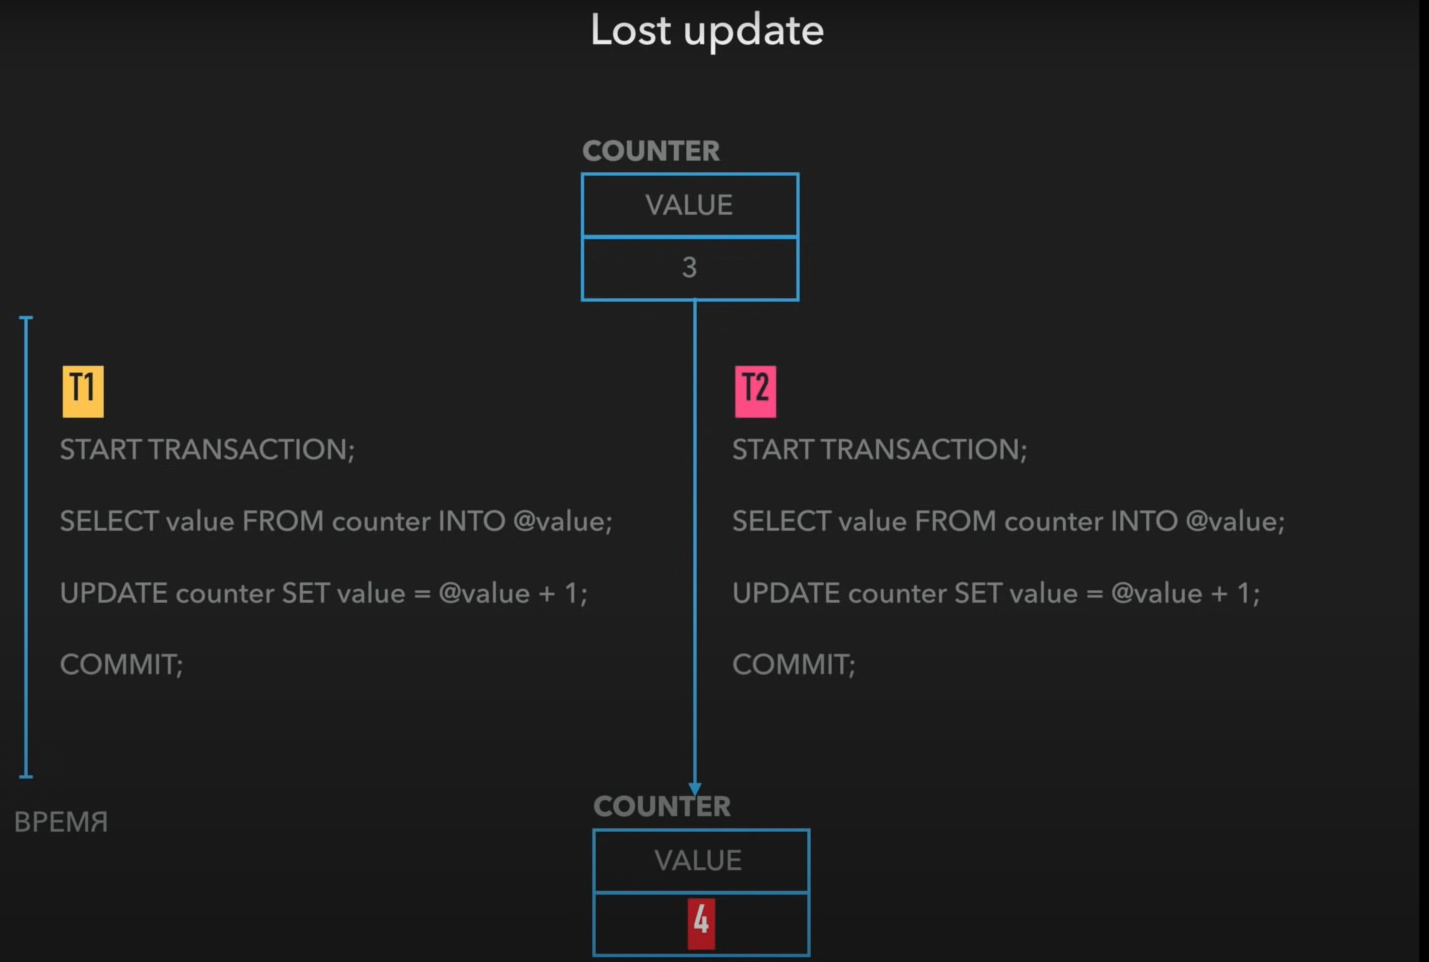 Lost update
COUNTER
VALUE
3
T1
START TRANSACTION;
SELECT value FROM counter INTO @value;
UPDATE counter SET value = @value + 1;
COMMIT;
T2
START TRANSACTION;
SELECT value FROM counter INTO @value;
UPDATE counter SET value = @value + 1;
COMMIT;
ВРЕМЯ
COUNTER
VALUE
4